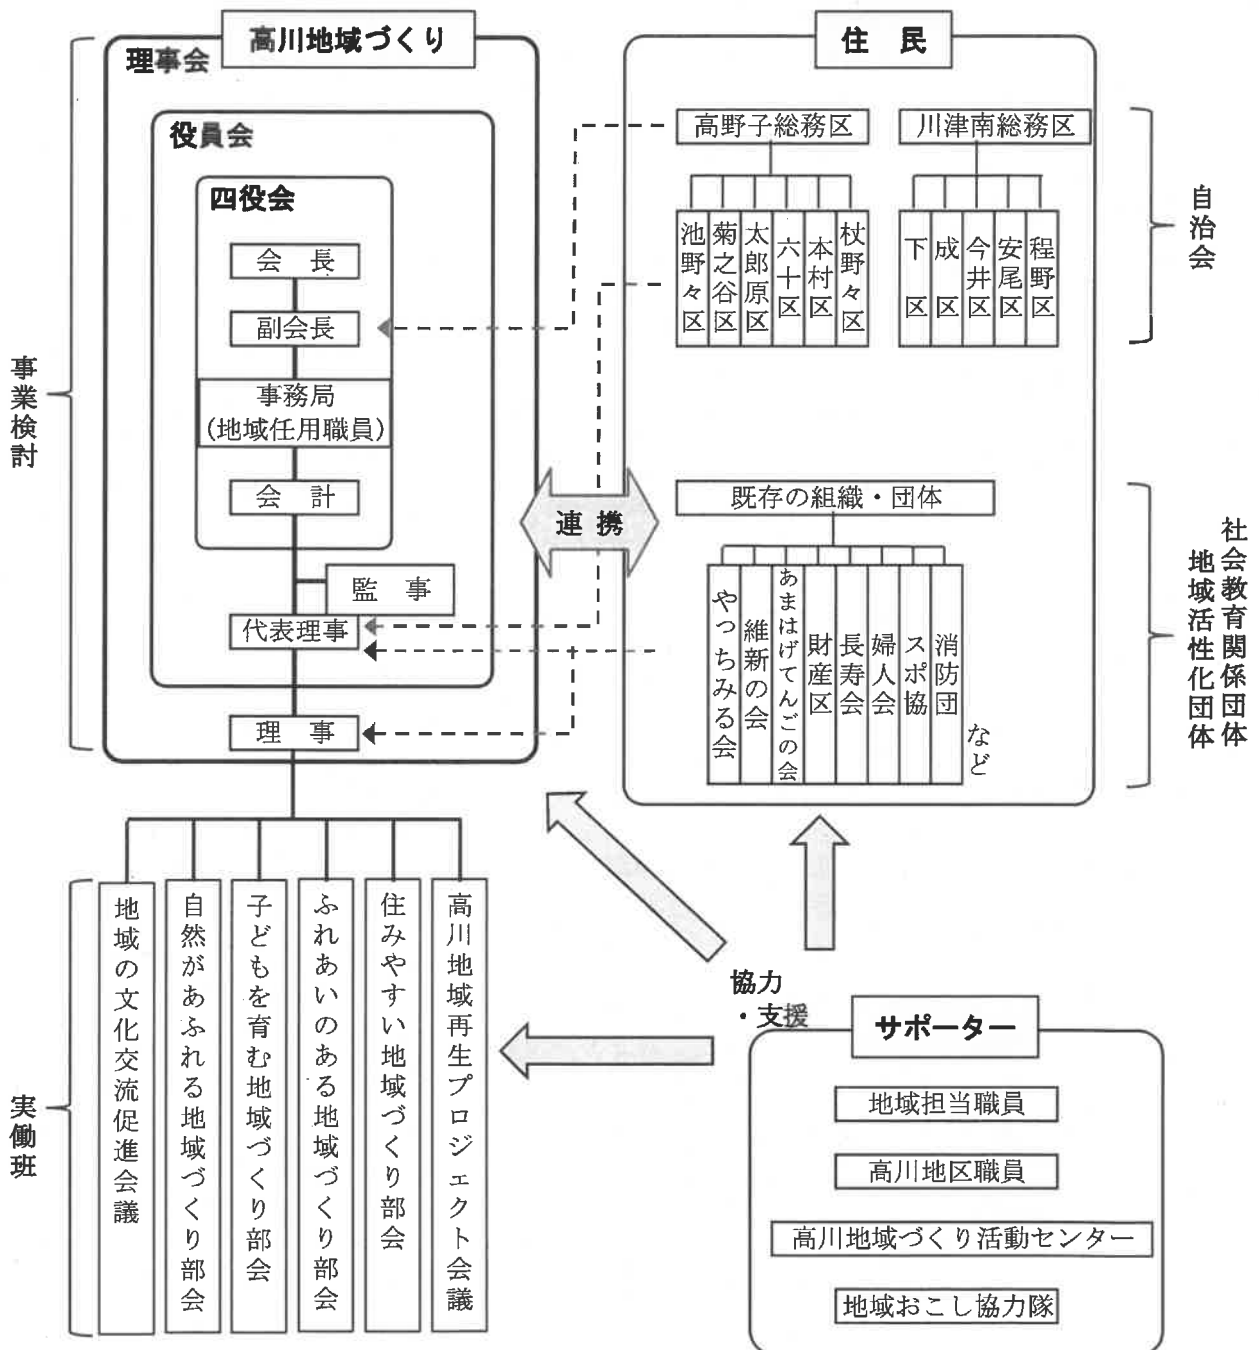 高川地域づくり
理事会
役員会
四役会
会　長
副会長
事務局
(地域任用職員)
会　計
監　事
代表理事
理　事
事業検討
連 携
住　民
高野子総務区
池野々区
菊之谷区
太郎原区
六十区
本村区
杖野々区
川津南総務区
下　区
成　区
今井区
安尾区
程野区
自治会
既存の組織・団体
やっちみる会
維新の会
あまはげてんごの会
財産区
長寿会
婦人会
スポ協
消防団
など
社会教育関係団体
地域活性化団体
地域の文化交流促進会議
自然があふれる地域づくり部会
子どもを育む地域づくり部会
ふれあいのある地域づくり部会
住みやすい地域づくり部会
高川地域再生プロジェクト会議
実働班
協力
・支援
サポーター
地域担当職員
高川地区職員
高川地域づくり活動センター
地域おこし協力隊